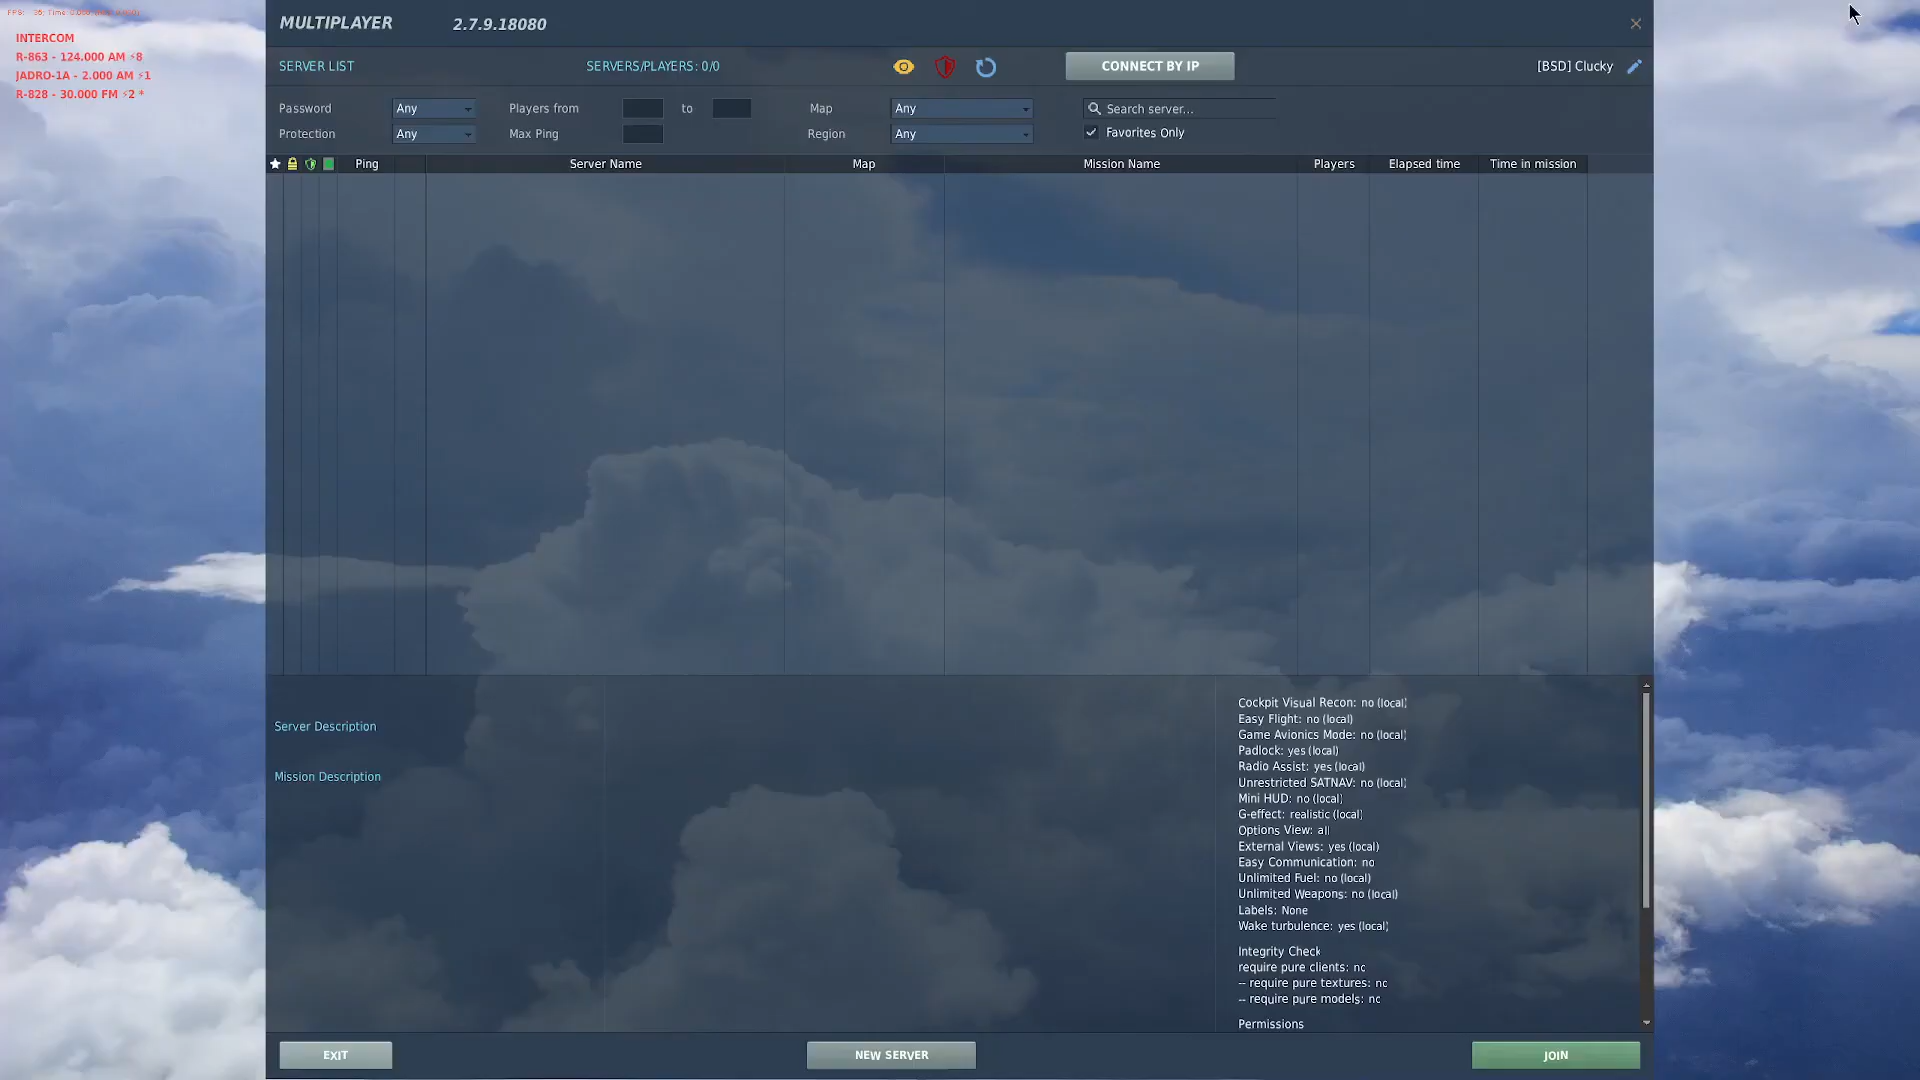 INTERCOM
R-863 - 124.000 AM ⚡8
JADRO-1A - 2.000 AM ⚡1
R-828 - 30.000 FM ⚡2 *
MULTIPLAYER 2.7.9.18080
SERVER LIST SERVERS/PLAYERS: 0/0 CONNECT BY IP [BSD] Clucky
Password Any Players from to Map Any Search server...
Protection Any Max Ping Region Any Favorites Only
Ping Server Name Map Mission Name Players Elapsed time Time in mission
Server Description
Mission Description
Cockpit Visual Recon: no (local)
Easy Flight: no (local)
Game Avionics Mode: no (local)
Padlock: yes (local)
Radio Assist: yes (local)
Unrestricted SATNAV: no (local)
Mini HUD: no (local)
G-effect: realistic (local)
Options View: all
External Views: yes (local)
Easy Communication: no
Unlimited Fuel: no (local)
Unlimited Weapons: no (local)
Labels: None
Wake turbulence: yes (local)
Integrity Check
require pure clients: no
-- require pure textures: no
-- require pure models: no
Permissions
EXIT NEW SERVER JOIN